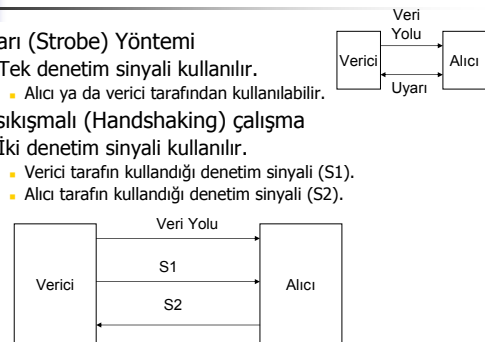 arı (Strobe) Yöntemi
Tek denetim sinyali kullanılır.
Alıcı ya da verici tarafından kullanılabilir.
Veri
Yolu
Verici
Alıcı
Uyarı
sıkışmalı (Handshaking) çalışma
İki denetim sinyali kullanılır.
Verici tarafın kullandığı denetim sinyali (S1).
Alıcı tarafın kullandığı denetim sinyali (S2).
Veri Yolu
S1
Verici
Alıcı
S2